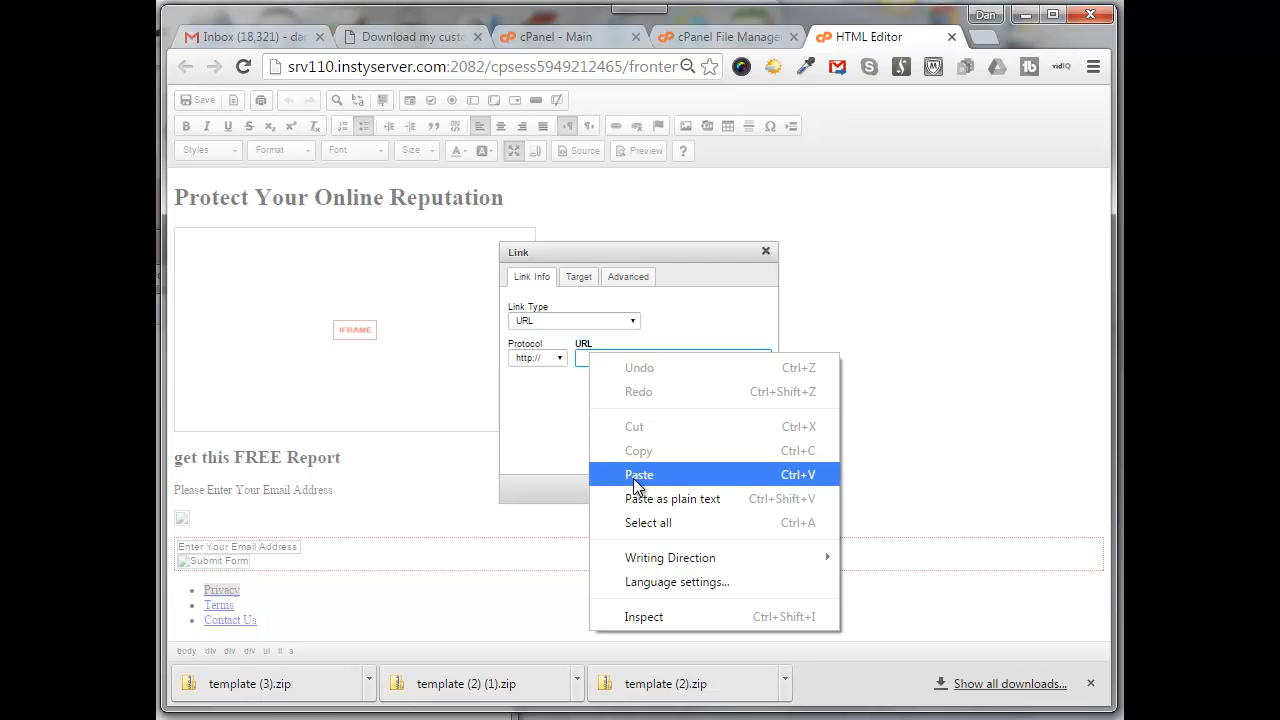 Dan
Inbox (18,321) - dar
Download my custo
cPanel - Main
cPanel File Manage
HTML Editor
srv110.instyserver.com:2082/cpsess5949212465/fronter
Save
Styles
Format
Font
Size
Source
Preview
?
Protect Your Online Reputation
IFRAME
Link
Link Info
Target
Advanced
Link Type
URL
Protocol
URL
http://
Undo Ctrl+Z
Redo Ctrl+Shift+Z
Cut Ctrl+X
Copy Ctrl+C
Paste Ctrl+V
Paste as plain text Ctrl+Shift+V
Select all Ctrl+A
Writing Direction
Language settings...
Inspect Ctrl+Shift+I
get this FREE Report
Please Enter Your Email Address
Enter Your Email Address
Submit Form
Privacy
Terms
Contact Us
body div div div ul li a
template (3).zip
template (2) (1).zip
template (2).zip
Show all downloads...